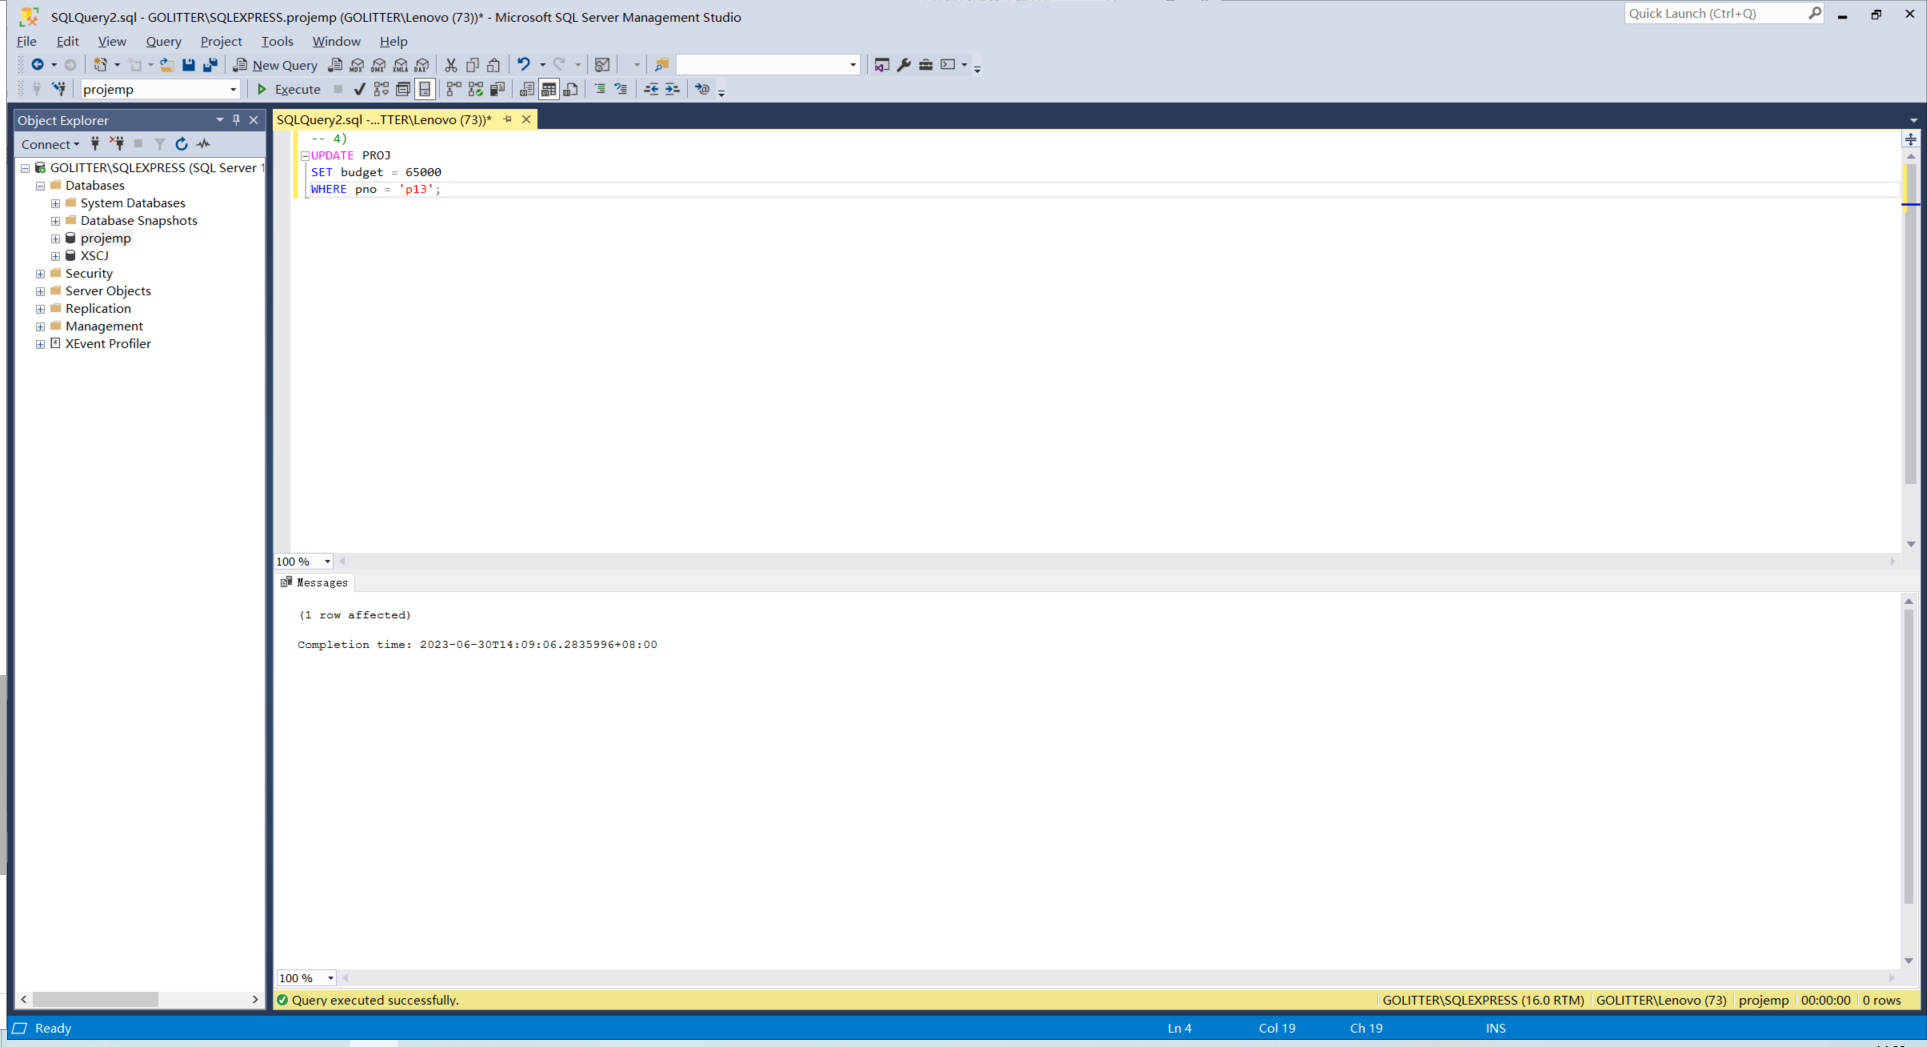 SQLQuery2.sql - GOLITTER\SQLEXPRESS.projemp (GOLITTER\Lenovo (73))* - Microsoft SQL Server Management Studio
Quick Launch (Ctrl+Q)
File Edit View Query Project Tools Window Help
New Query
projemp
Execute
Object Explorer
SQLQuery2.sql -...TTER\Lenovo (73))*
Connect
GOLITTER\SQLEXPRESS (SQL Server 1
Databases
System Databases
Database Snapshots
projemp
XSCJ
Security
Server Objects
Replication
Management
XEvent Profiler
-- 4)
UPDATE PROJ
SET budget = 65000
WHERE pno = 'p13';
100 %
Messages
(1 row affected)
Completion time: 2023-06-30T14:09:06.2835996+08:00
100 %
Query executed successfully.
GOLITTER\SQLEXPRESS (16.0 RTM) GOLITTER\Lenovo (73) projemp 00:00:00 0 rows
Ready
Ln 4 Col 19 Ch 19 INS